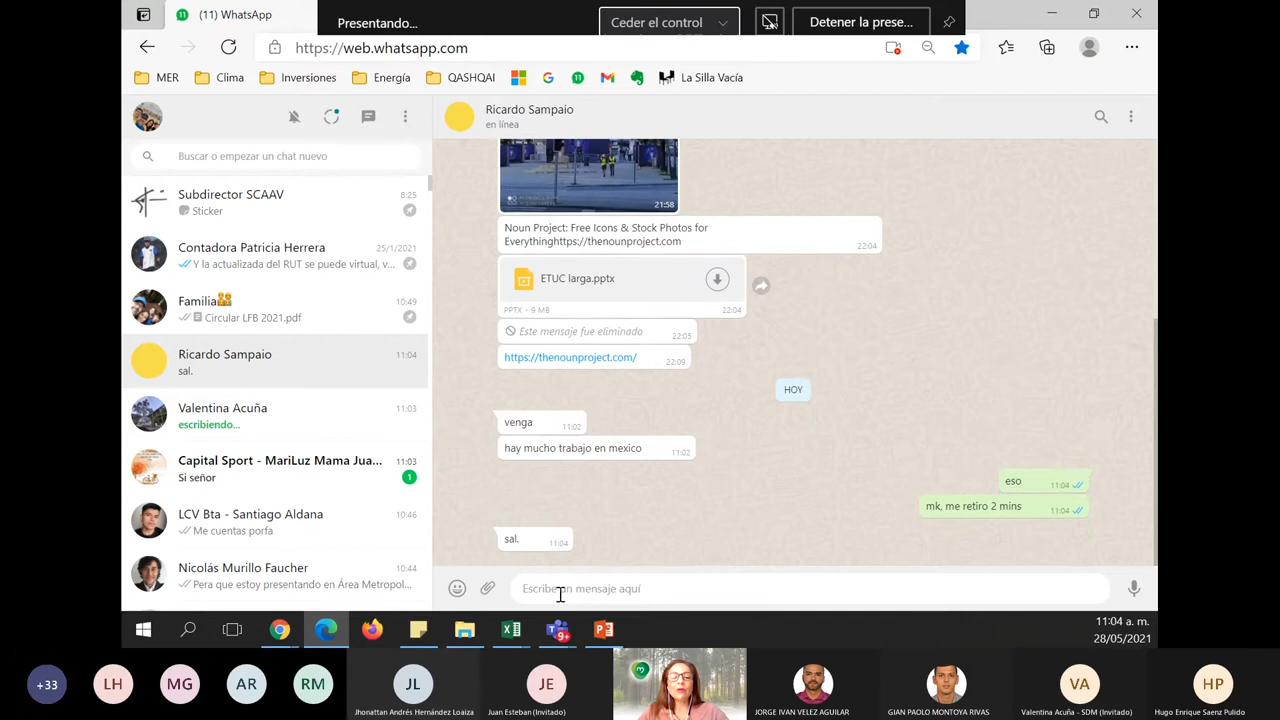 (11) WhatsApp
Presentando...
Ceder el control
Detener la prese...
https://web.whatsapp.com
MER
Clima
Inversiones
Energía
QASHQAI
La Silla Vacía
Buscar o empezar un chat nuevo
Subdirector SCAAV
8:25
Sticker
Contadora Patricia Herrera
25/1/2021
Y la actualizada del RUT se puede virtual, v...
Familia
10:49
Circular LFB 2021.pdf
Ricardo Sampaio
11:04
sal.
Valentina Acuña
11:03
escribiendo...
Capital Sport - MariLuz Mama Jua...
11:03
Si señor
1
LCV Bta - Santiago Aldana
10:46
Me cuentas porfa
Nicolás Murillo Faucher
10:44
Pera que estoy presentando en Área Metropol...
Ricardo Sampaio
en línea
21:58
Noun Project: Free Icons & Stock Photos for
Everythinghttps://thenounproject.com
22:04
ETUC larga.pptx
PPTX • 9 MB
22:04
Este mensaje fue eliminado
22:05
https://thenounproject.com/
22:09
HOY
venga
11:02
hay mucho trabajo en mexico
11:02
eso
11:04
mk, me retiro 2 mins
11:04
sal.
11:04
Escribe un mensaje aquí
9+
11:04 a. m.
28/05/2021
+33
LH
MG
AR
RM
JL
Jhonattan Andrés Hernández Loaiza
JE
Juan Esteban (Invitado)
JORGE IVAN VELEZ AGUILAR
GIAN PAOLO MONTOYA RIVAS
VA
Valentina Acuña - SDM (Invitado)
HP
Hugo Enrique Saenz Pulido